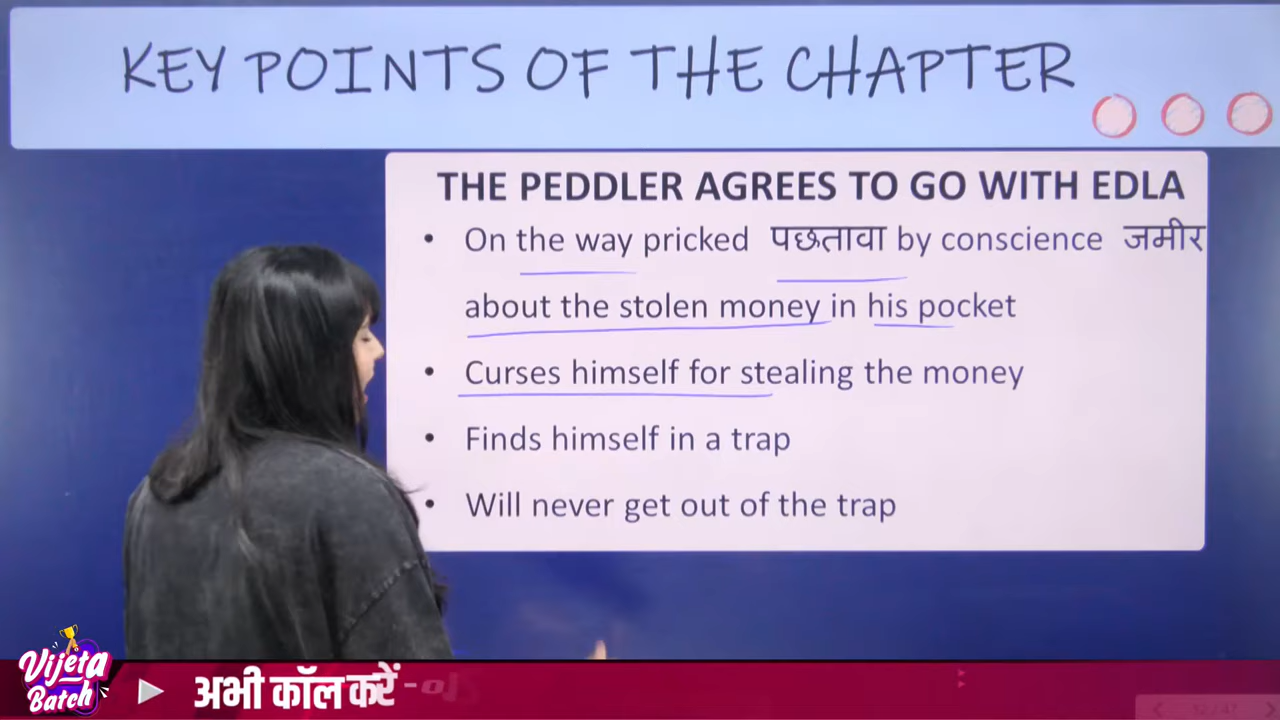 KEY POINTS OF THE CHAPTER
THE PEDDLER AGREES TO GO WITH EDLA
• On the way pricked पछतावा by conscience जमीर
about the stolen money in his pocket
• Curses himself for stealing the money
• Finds himself in a trap
• Will never get out of the trap
Vijeta
Batch
अभी कॉल करें -